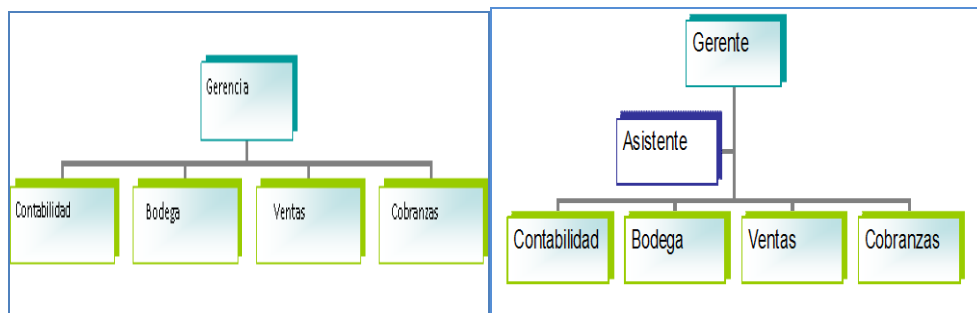 Gerencia
Contabilidad
Bodega
Ventas
Cobranzas
Gerente
Asistente
Contabilidad
Bodega
Ventas
Cobranzas